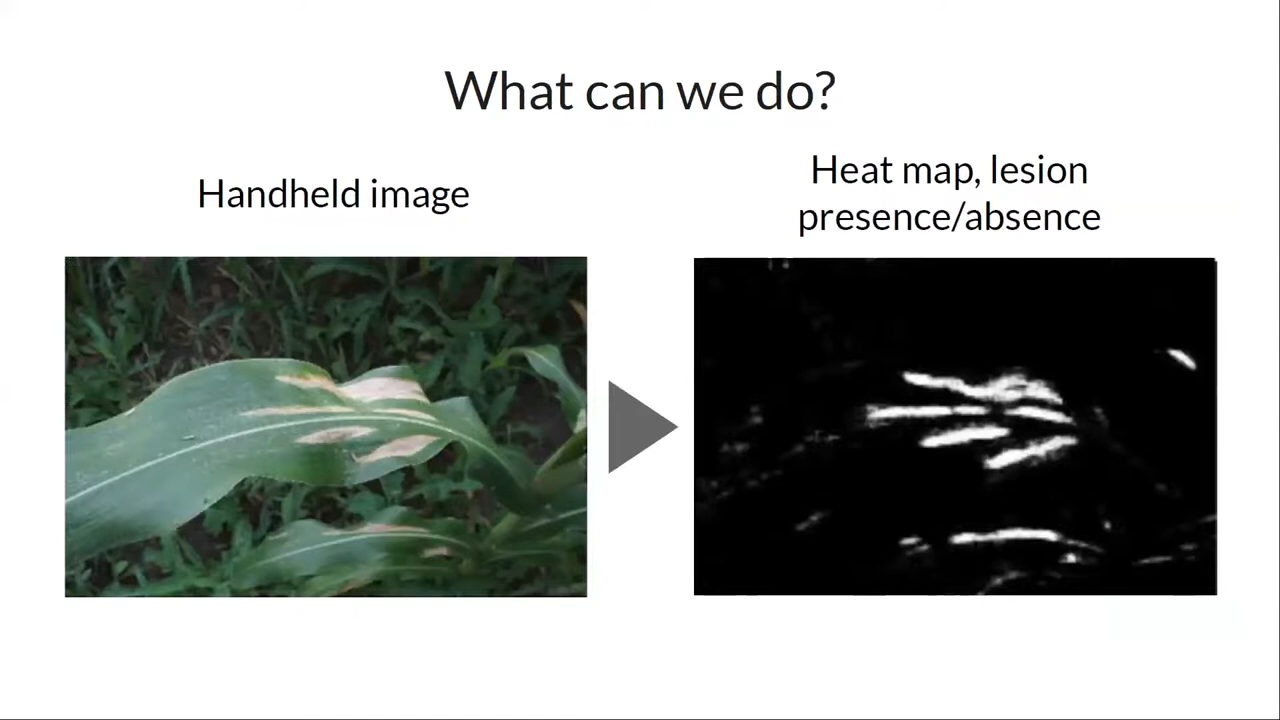 What can we do?
Handheld image
Heat map, lesion
presence/absence